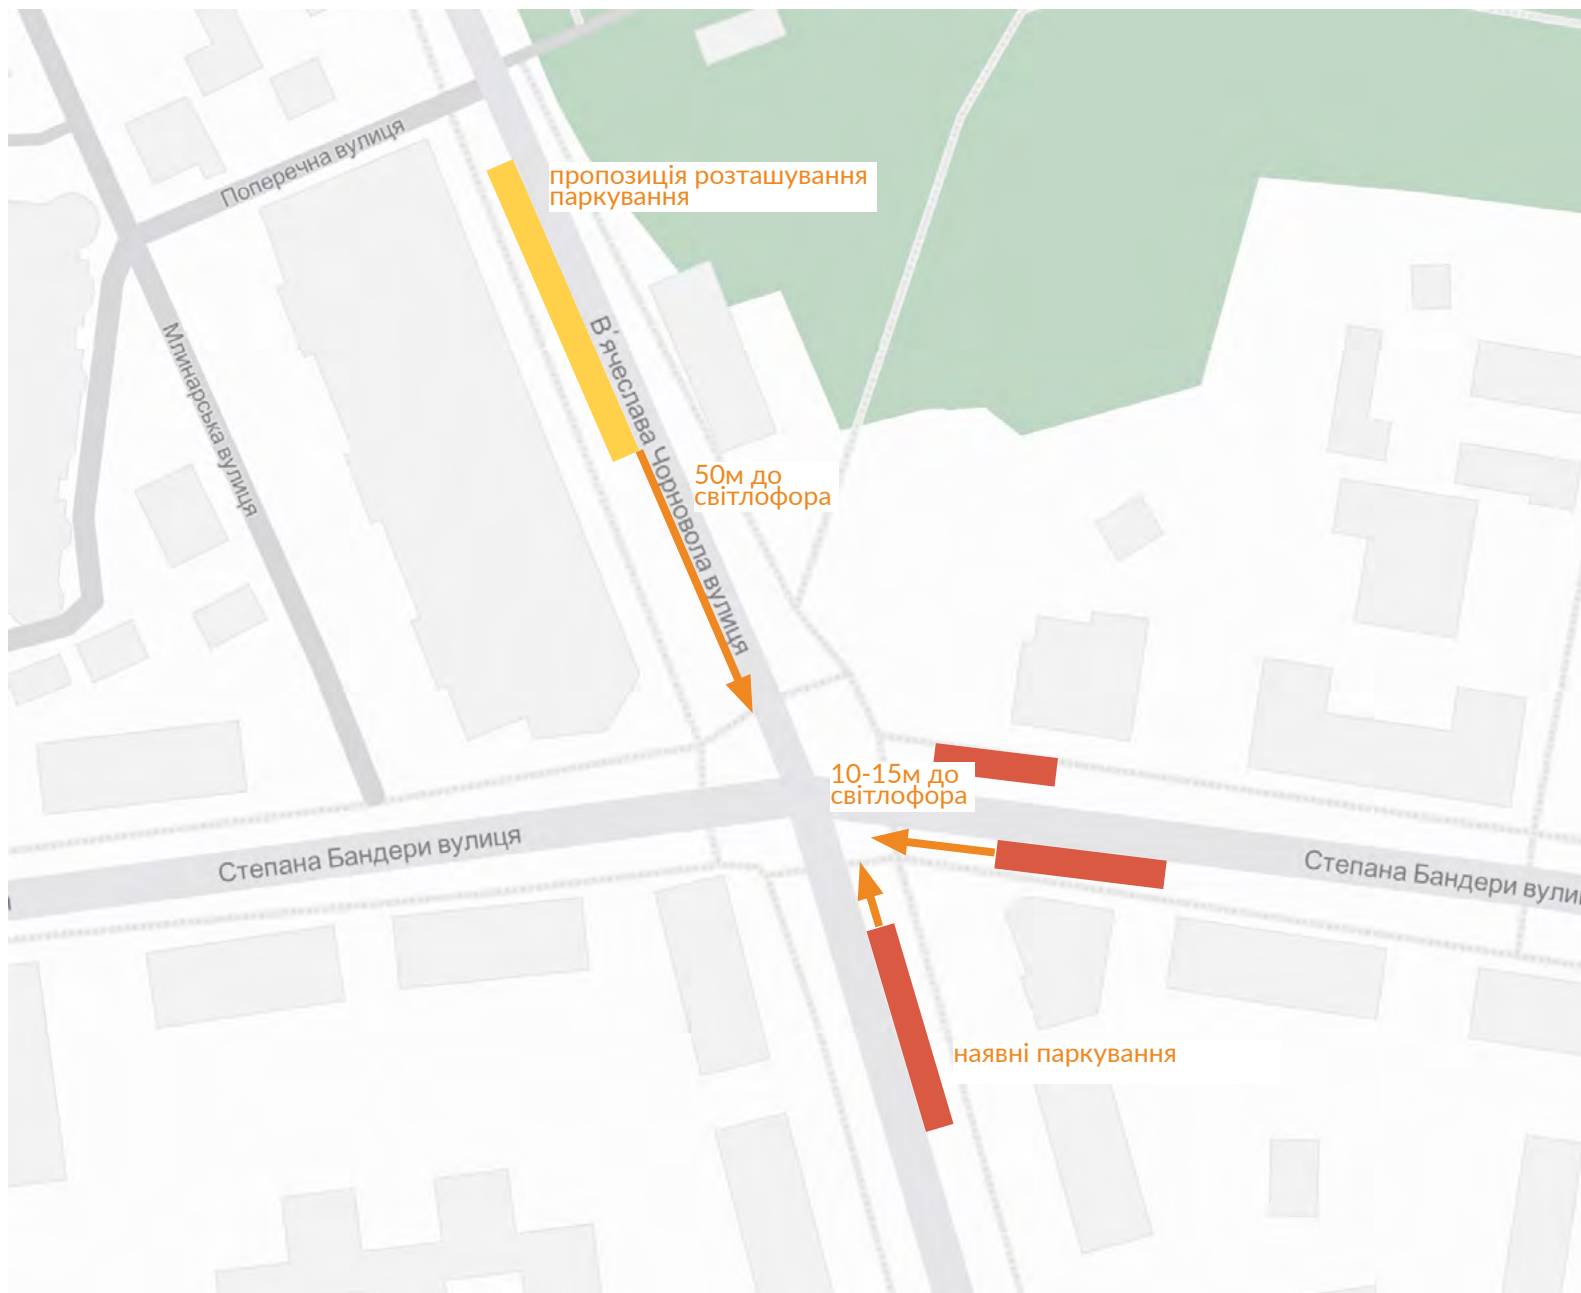 Поперечна вулиця
пропозиція розташування
паркування
Млинарська вулиця
В'ячеслава Чорновола вулиця
50м до
світлофора
10-15м до
світлофора
Степана Бандери вулиця
Степана Бандери вули
наявні паркування